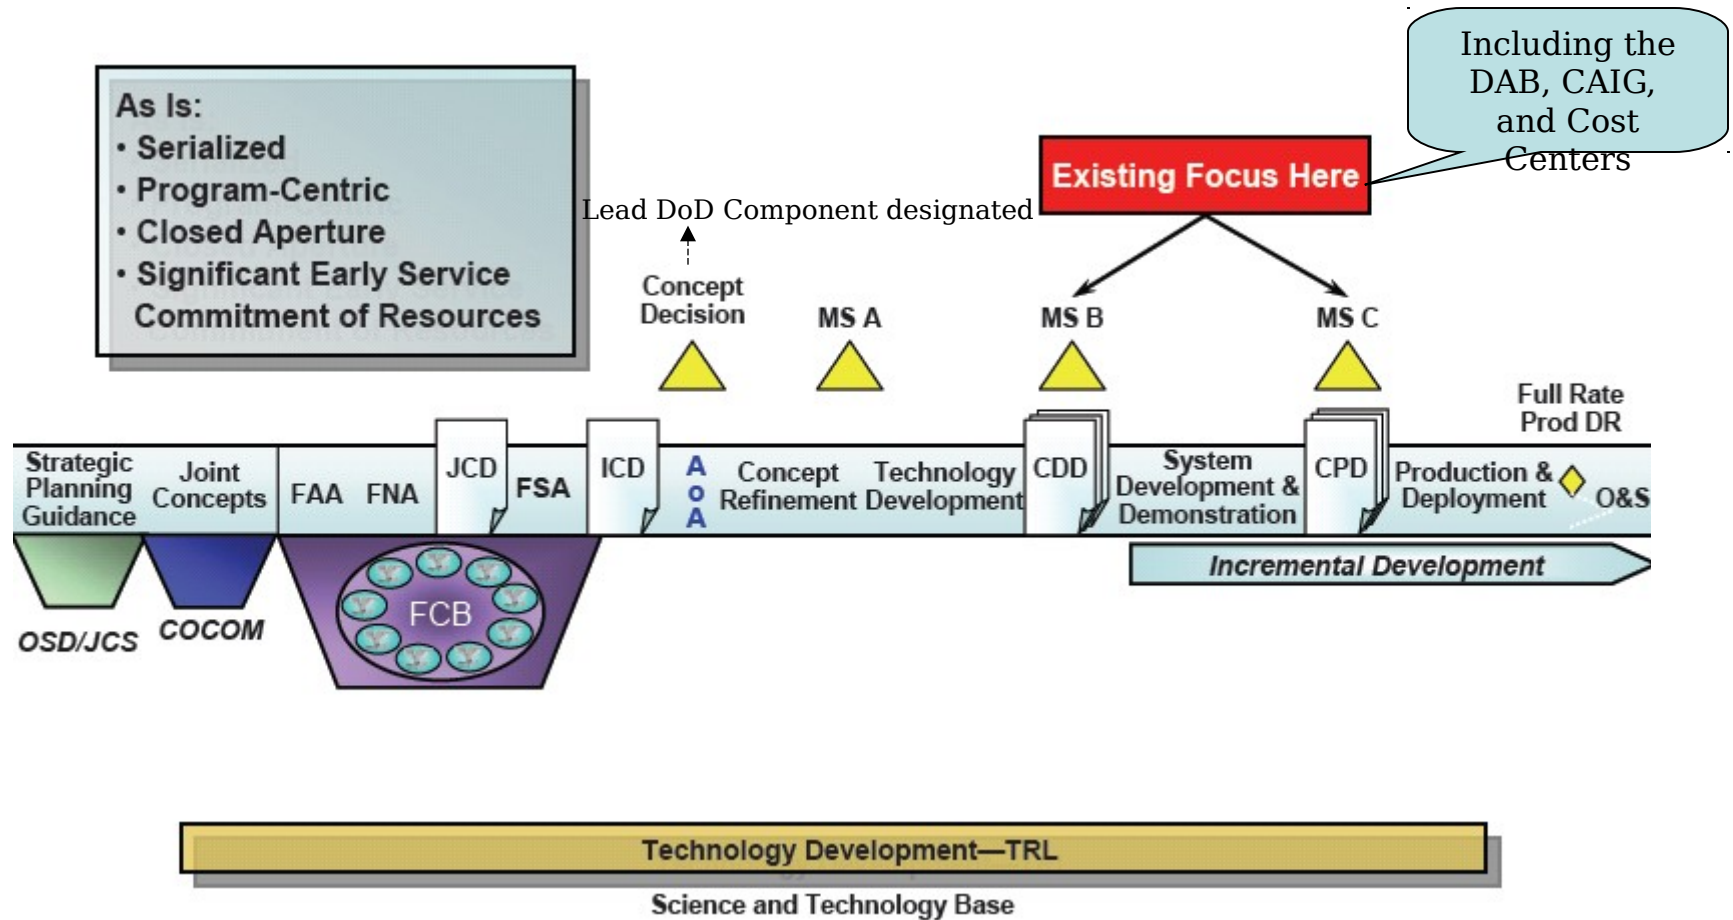 Including the
DAB, CAIG,
and Cost
Centers
As Is:
• Serialized
• Program-Centric
• Closed Aperture
• Significant Early Service
Commitment of Resources
Existing Focus Here
Lead DoD Component designated
Concept
Decision
MS A
MS B
MS C
Full Rate
Prod DR
Strategic
Planning
Guidance
Joint
Concepts
FAA
FNA
JCD
FSA
ICD
A
o
A
Concept
Refinement
Technology
Development
CDD
System
Development &
Demonstration
CPD
Production &
Deployment
O&S
Incremental Development
OSD/JCS
COCOM
FCB
Technology Development—TRL
Science and Technology Base